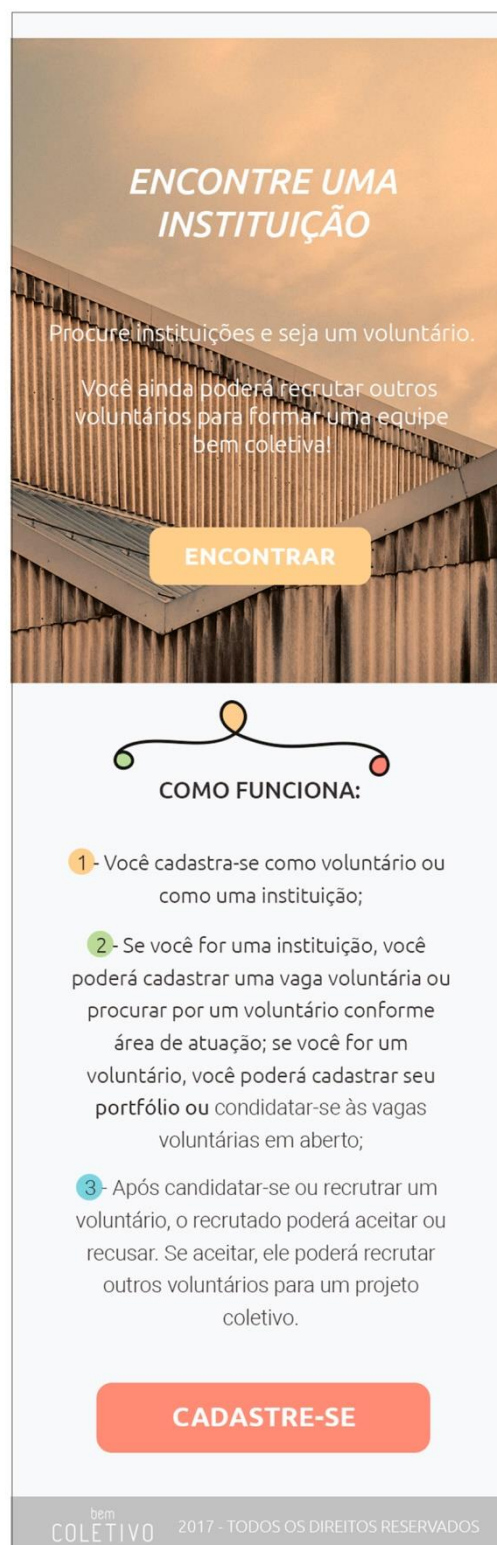 ENCONTRE UMA
INSTITUIÇÃO
Procure instituições e seja um voluntário.
Você ainda poderá recrutar outros
voluntários para formar uma equipe
bem coletiva!
ENCONTRAR
COMO FUNCIONA:
1- Você cadastra-se como voluntário ou
como uma instituição;
2- Se você for uma instituição, você
poderá cadastrar uma vaga voluntária ou
procurar por um voluntário conforme
área de atuação; se você for um
voluntário, você poderá cadastrar seu
portfólio ou condidatar-se às vagas
voluntárias em aberto;
3- Após candidatar-se ou recrutrar um
voluntário, o recrutado poderá aceitar ou
recusar. Se aceitar, ele poderá recrutar
outros voluntários para um projeto
coletivo.
CADASTRE-SE
bem
COLETIVO 2017 - TODOS OS DIREITOS RESERVADOS